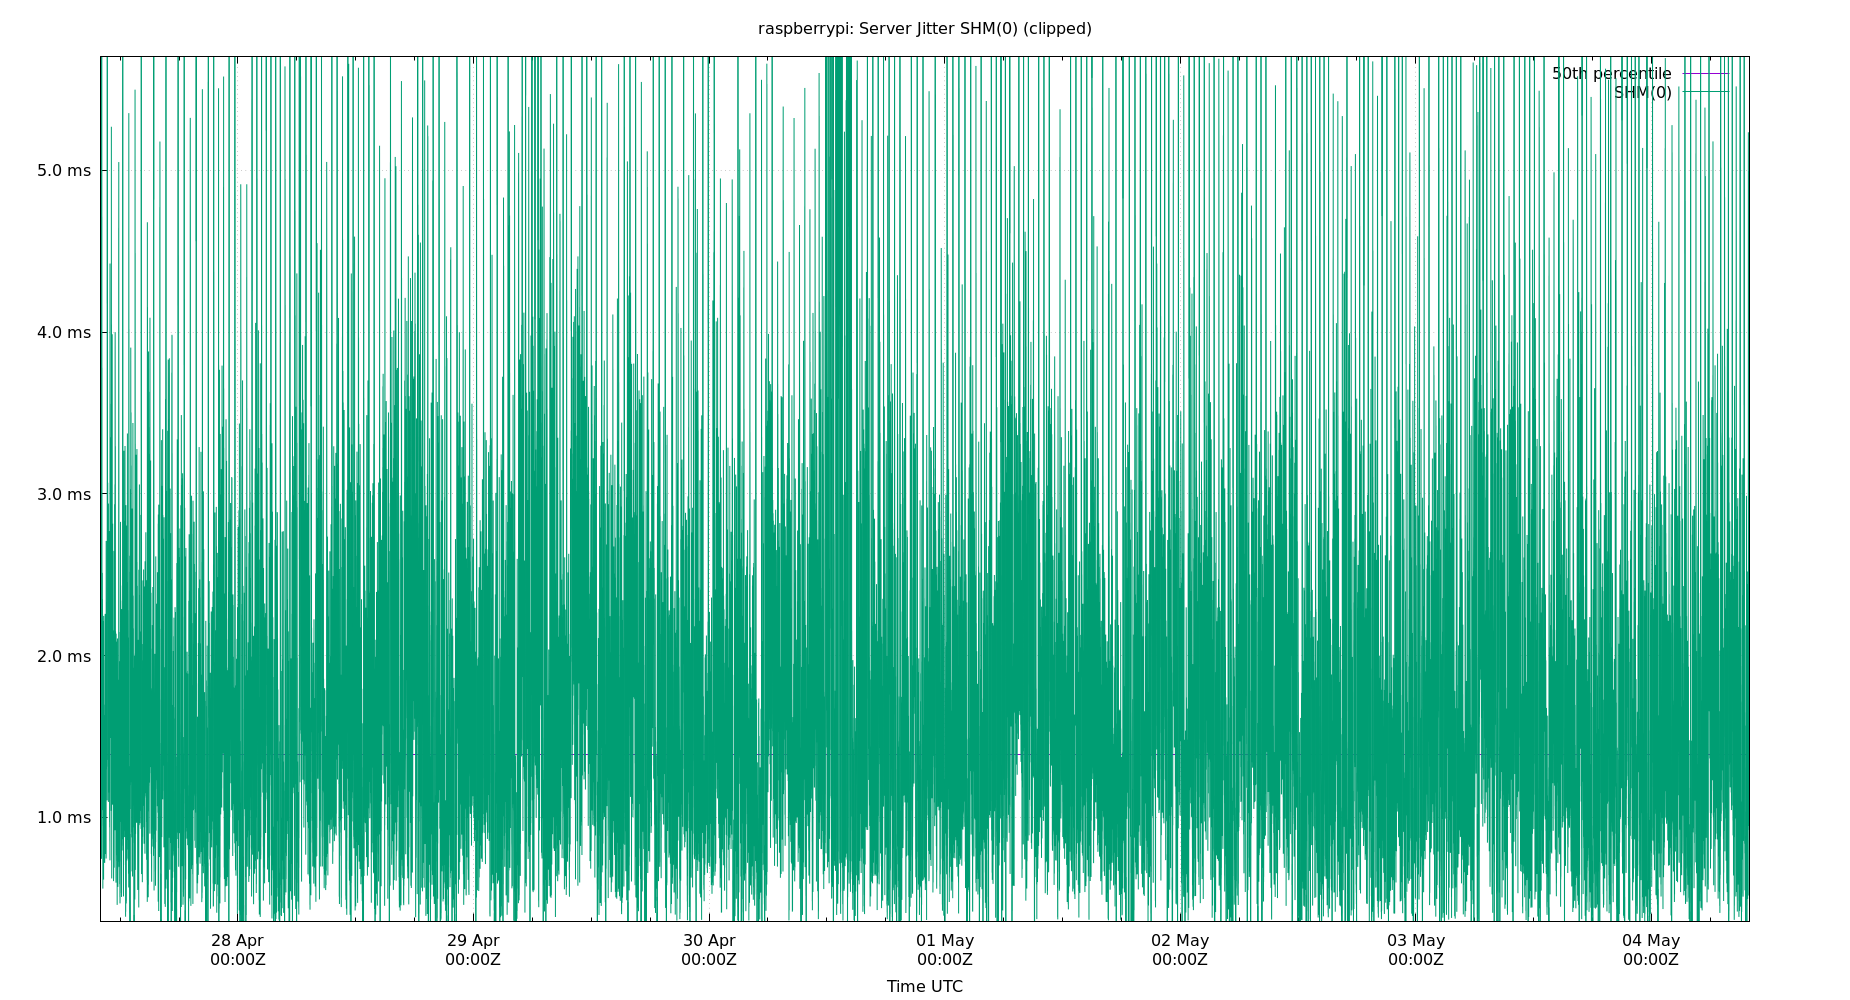 raspberrypi: Server Jitter SHM(0) (clipped)
50th percentile
SHM(0)
5.0 ms
4.0 ms
3.0 ms
2.0 ms
1.0 ms
28 Apr
00:00Z
29 Apr
00:00Z
30 Apr
00:00Z
01 May
00:00Z
02 May
00:00Z
03 May
00:00Z
04 May
00:00Z
Time UTC